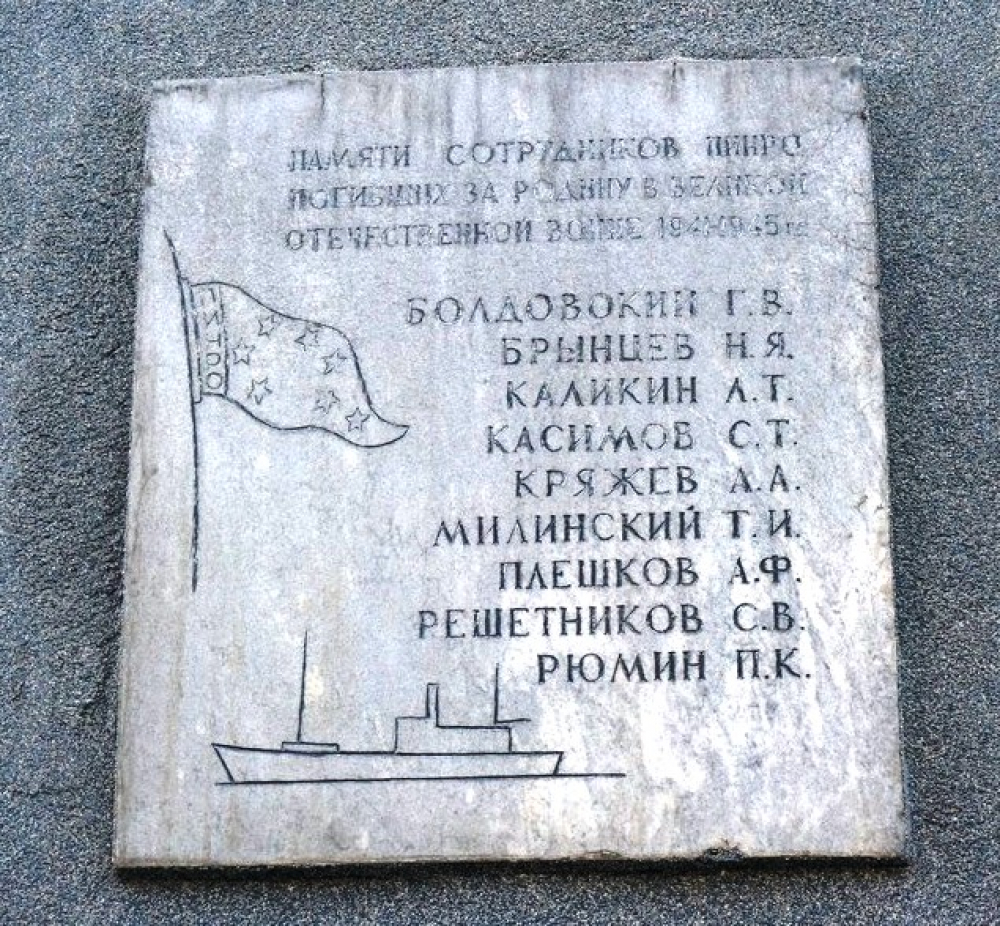 ПАМЯТИ СОТРУДНИКОВ ПИНРО
ПОГИБШИХ ЗА РОДИНУ В ВЕЛИКОЙ
ОТЕЧЕСТВЕННОЙ ВОЙНЕ 1941-1945 гг
БОЛДОВСКИЙ Г.В.
БРЫНЦЕВ Н.Я.
КАЛИКИН Л.Т.
КАСИМОВ С.Т.
КРЯЖЕВ А.А.
МИЛИНСКИЙ Т.И.
ПЛЕШКОВ А.Ф.
РЕШЕТНИКОВ С.В.
РЮМИН П.К.